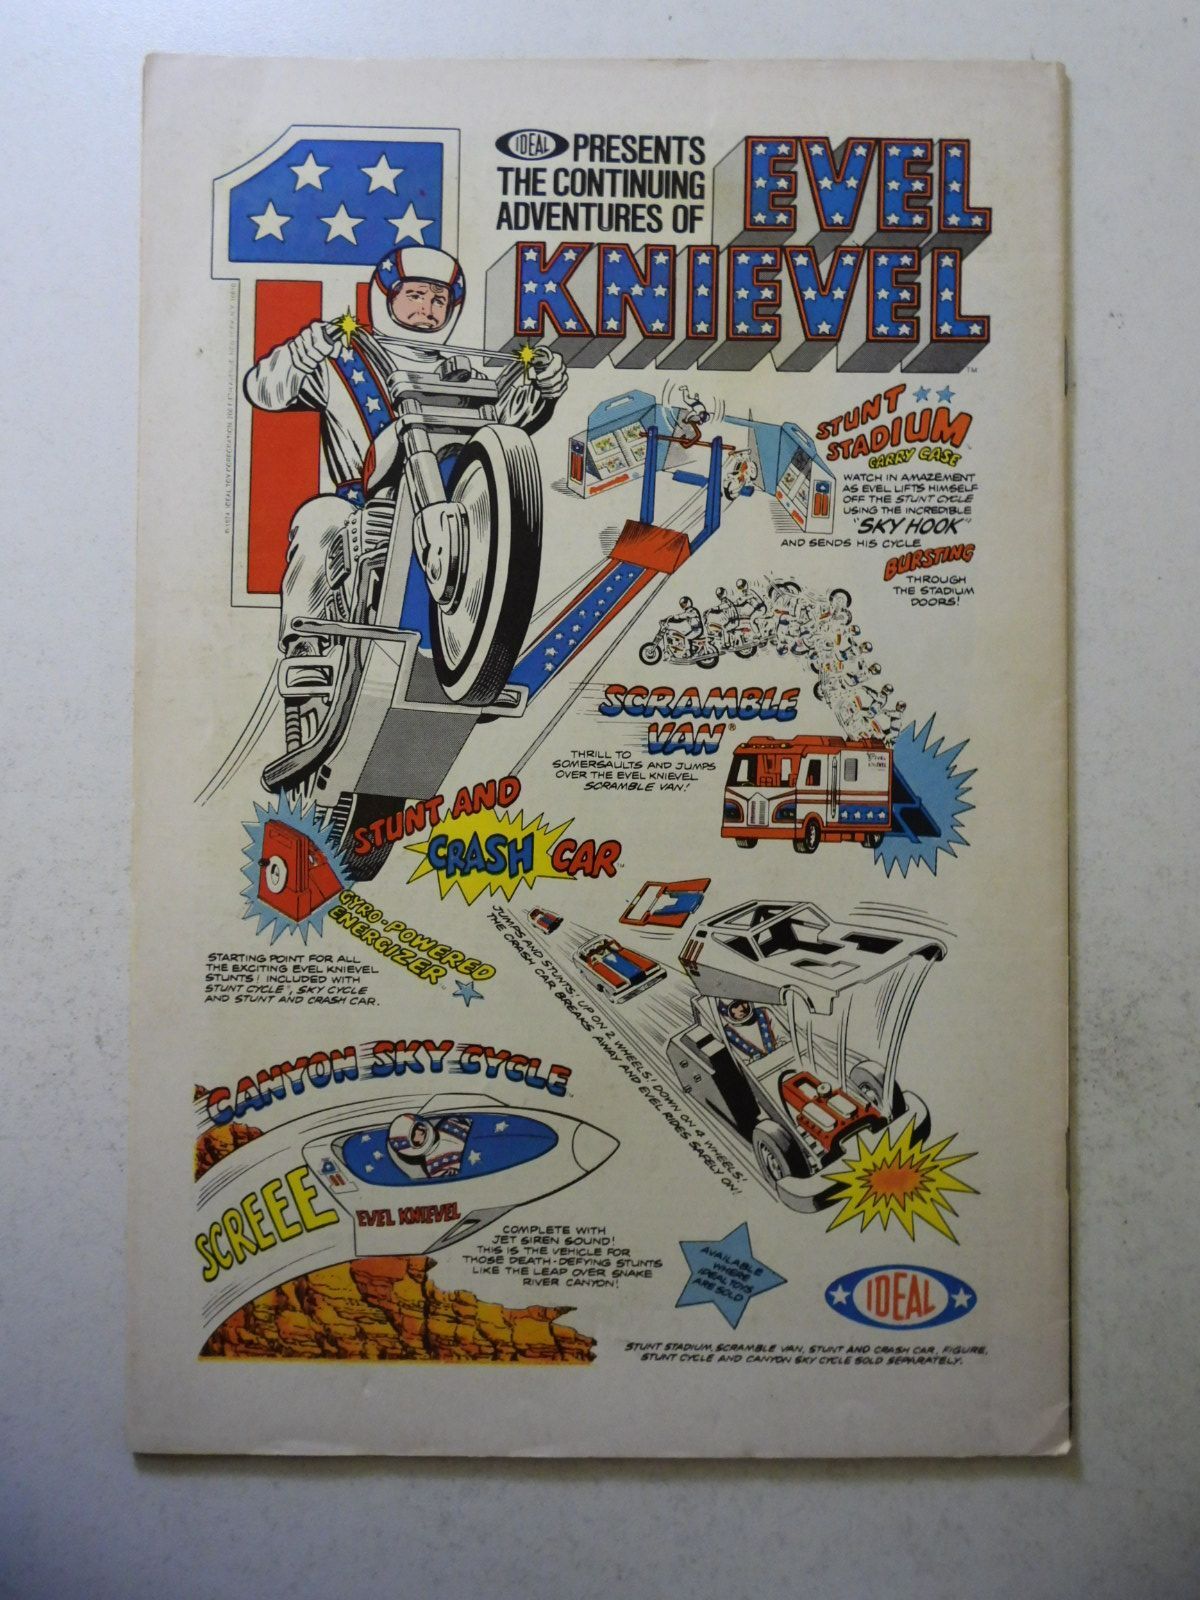 IDEAL PRESENTS
THE CONTINUING
ADVENTURES OF
EVEL
KNIEVEL
TM
STUNT
STADIUM
CARRY CASE
WATCH IN AMAZEMENT
AS EVEL LIFTS HIMSELF
OFF THE STUNT CYCLE
USING THE INCREDIBLE
"SKY HOOK"
AND SENDS HIS CYCLE
BURSTING
THROUGH
THE STADIUM
DOORS!
SCRAMBLE
VAN®
THRILL TO
SOMERSAULTS AND JUMPS
OVER THE EVEL KNIEVEL
SCRAMBLE VAN!
STUNT AND
CRASH CAR
GYRO-POWERED
ENERGIZER
STARTING POINT FOR ALL
THE EXCITING EVEL KNIEVEL
STUNTS! INCLUDED WITH
STUNT CYCLE, SKY CYCLE
AND STUNT AND CRASH CAR.
JUMPS AND STUNTS! UP ON 2 WHEELS! DOWN ON 4 WHEELS!
THE CRASH CAR BREAKS AWAY AND EVEL RIDES SAFELY ON!
CANYON SKY CYCLE
SCREEE
EVEL KNIEVEL
COMPLETE WITH
JET SIREN SOUND!
THIS IS THE VEHICLE FOR
THOSE DEATH-DEFYING STUNTS
LIKE THE LEAP OVER SNAKE
RIVER CANYON!
AVAILABLE
WHERE
IDEAL TOYS
ARE SOLD
IDEAL
STUNT STADIUM, SCRAMBLE VAN, STUNT AND CRASH CAR, FIGURE,
STUNT CYCLE AND CANYON SKY CYCLE SOLD SEPARATELY.